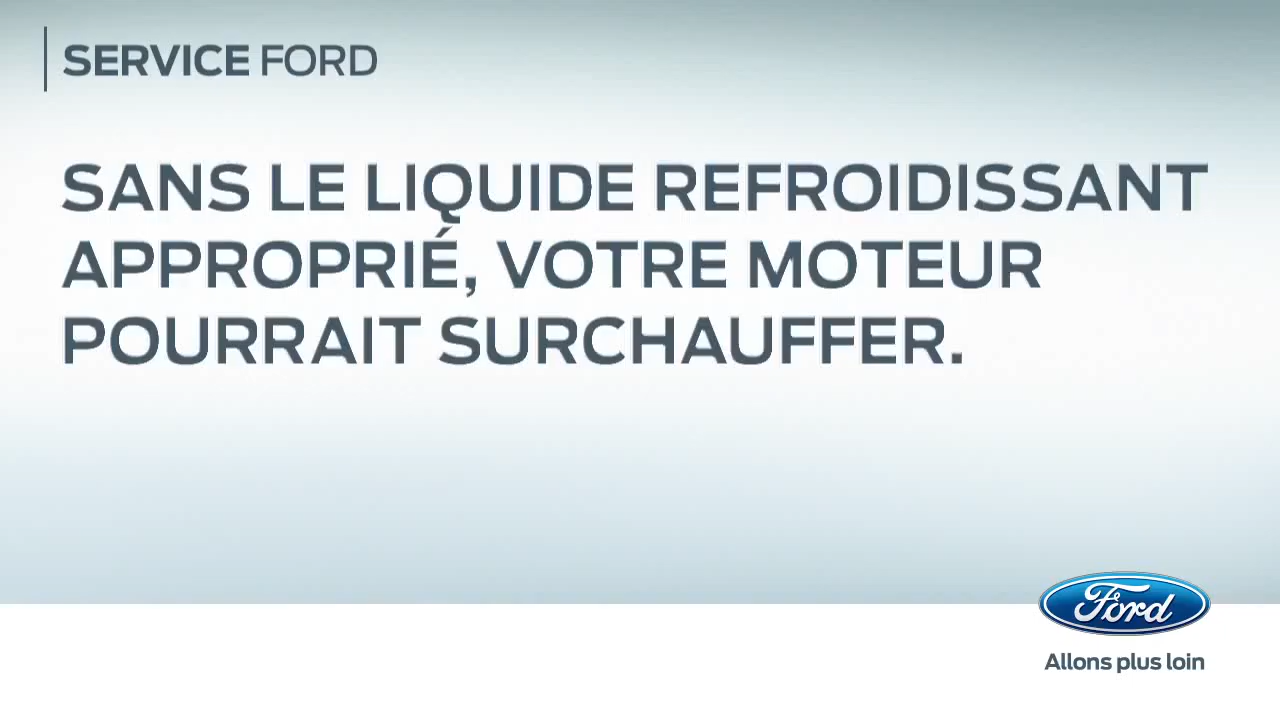 SERVICE FORD
SANS LE LIQUIDE REFROIDISSANT
APPROPRIÉ, VOTRE MOTEUR
POURRAIT SURCHAUFFER.
Ford
Allons plus loin